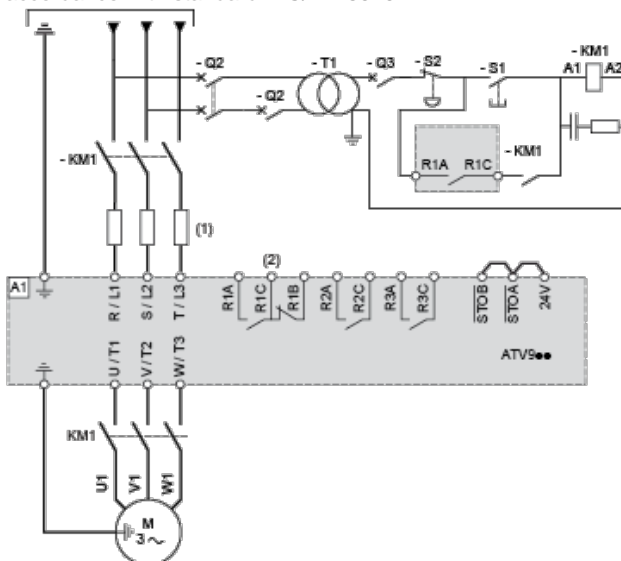 - Q2 - T1 - Q3 - S2 - S1 - KM1
A1 A2
- Q2
- KM1
R1A R1C
- KM1
(1)
(2)
A1
R / L1
S / L2
T / L3
R1A
R1C
R1B
R2A
R2C
R3A
R3C
STOB
STOA
24V
U / T1
V / T2
W / T3
ATV9●●
KM1
U1
V1
W1
M
3 ~